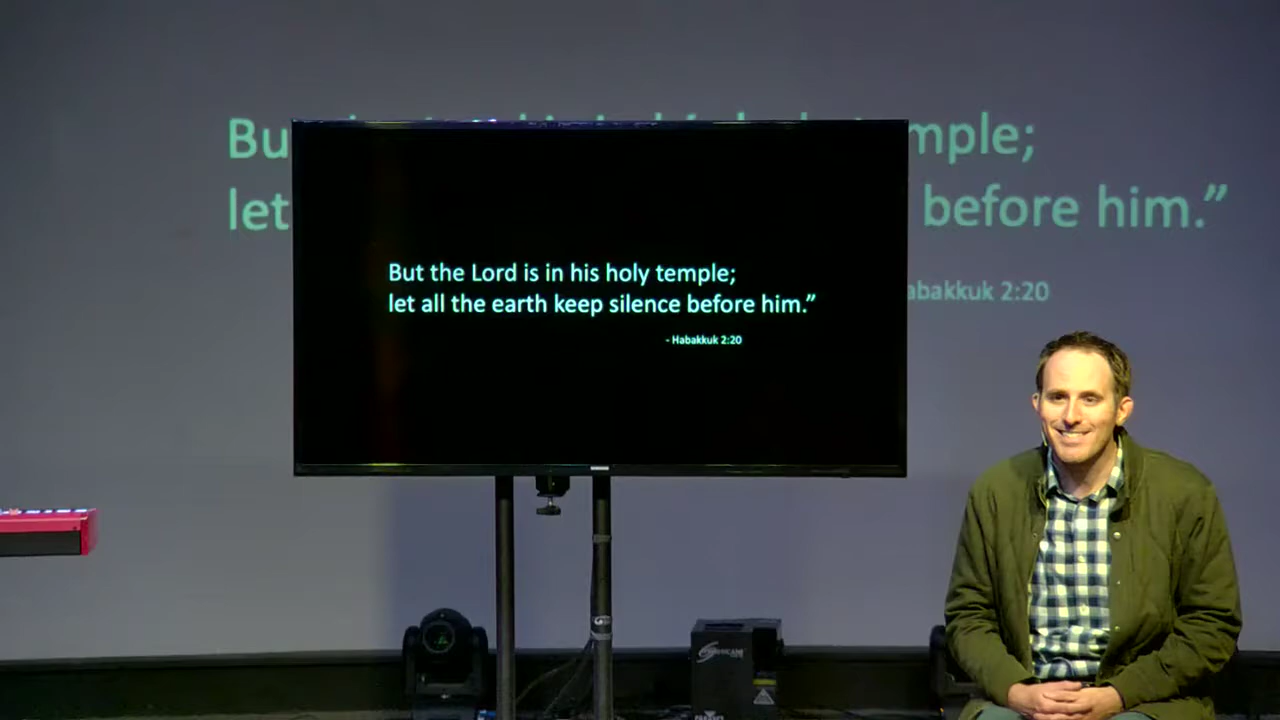 But the Lord is in his holy temple;
let all the earth keep silence before him.”
- Habakkuk 2:20
Bu
mple;
let
before him.”
abakkuk 2:20